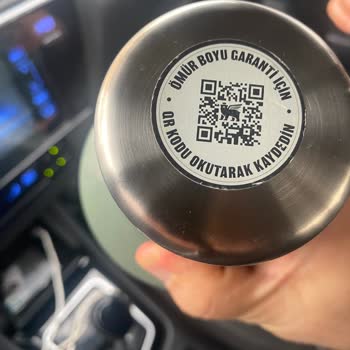 ÖMÜR BOYU GARANTİ İÇİN
QR KODU OKUTARAK KAYDEDİN